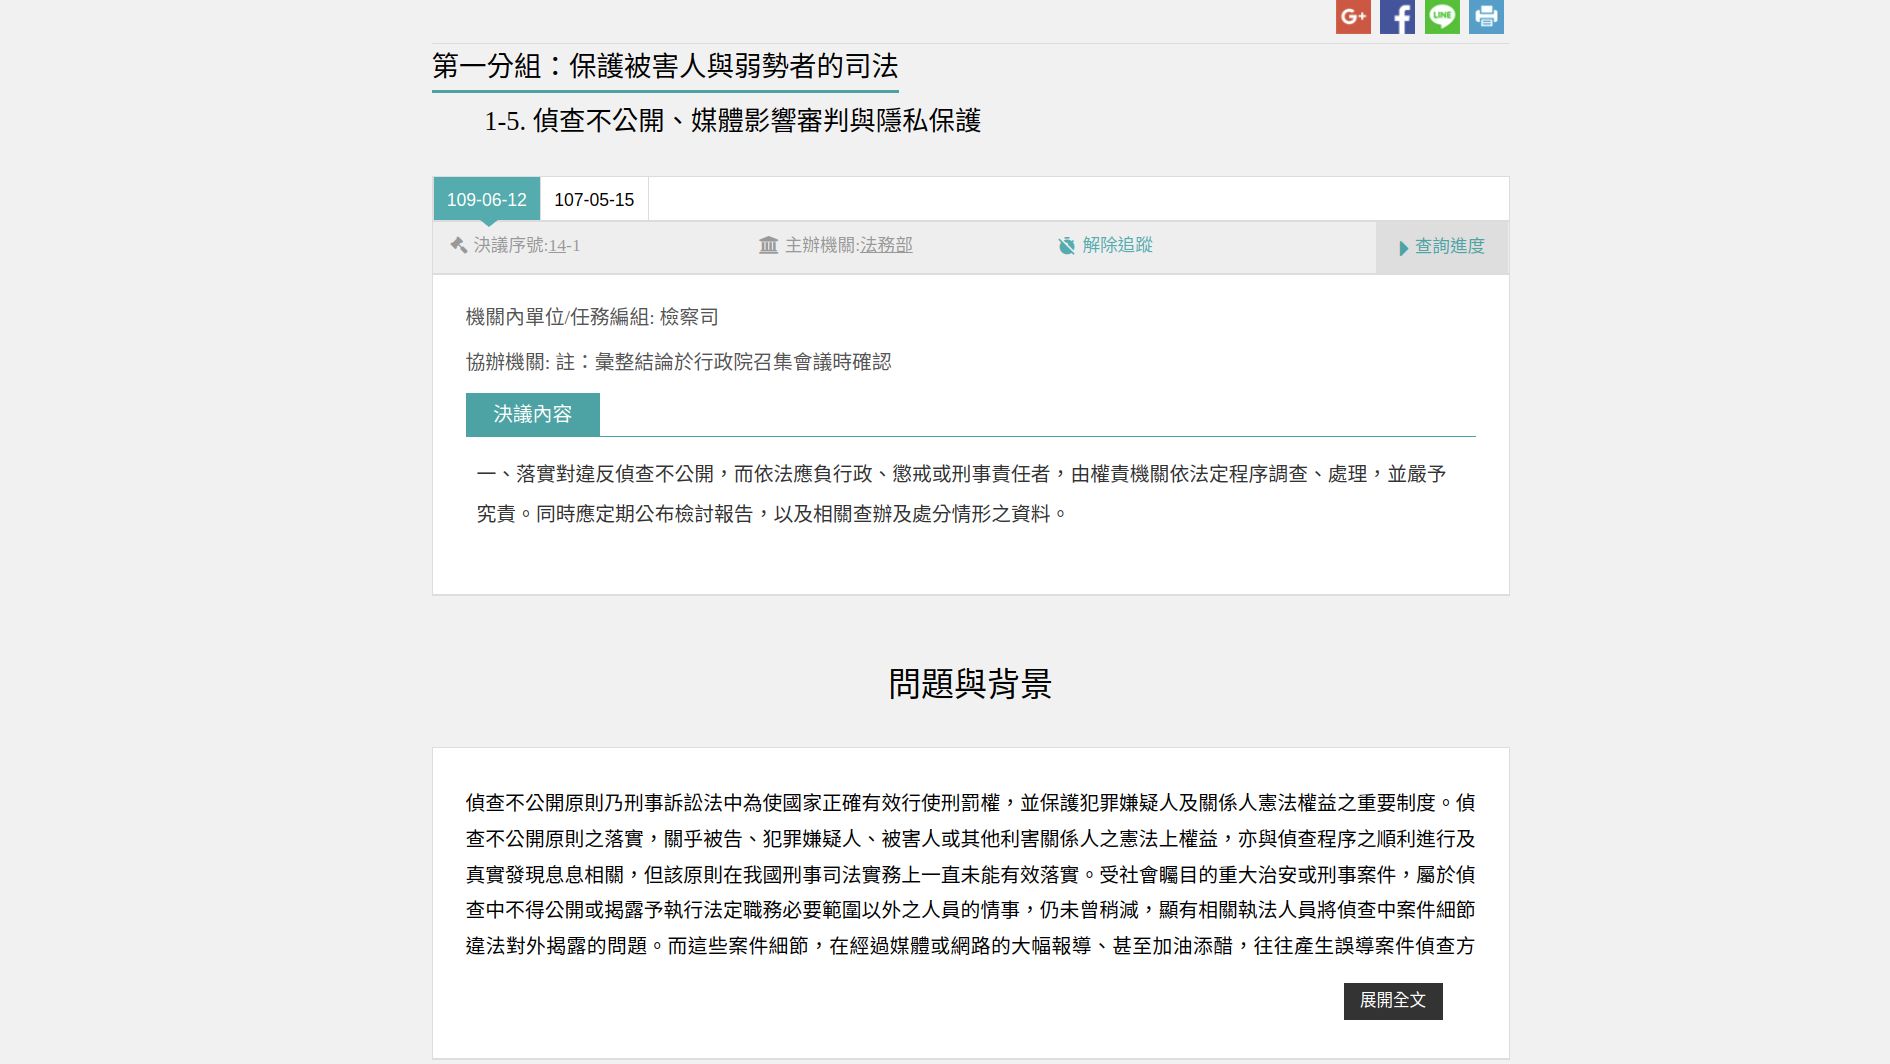 G+
f
LINE
第一分組：保護被害人與弱勢者的司法
1-5. 偵查不公開、媒體影響審判與隱私保護
109-06-12
107-05-15
決議序號:14-1
主辦機關:法務部
解除追蹤
查詢進度
機關內單位/任務編組: 檢察司
協辦機關: 註：彙整結論於行政院召集會議時確認
決議內容
一、落實對違反偵查不公開，而依法應負行政、懲戒或刑事責任者，由權責機關依法定程序調查、處理，並嚴予
究責。同時應定期公布檢討報告，以及相關查辦及處分情形之資料。
問題與背景
偵查不公開原則乃刑事訴訟法中為使國家正確有效行使刑罰權，並保護犯罪嫌疑人及關係人憲法權益之重要制度。偵
查不公開原則之落實，關乎被告、犯罪嫌疑人、被害人或其他利害關係人之憲法上權益，亦與偵查程序之順利進行及
真實發現息息相關，但該原則在我國刑事司法實務上一直未能有效落實。受社會矚目的重大治安或刑事案件，屬於偵
查中不得公開或揭露予執行法定職務必要範圍以外之人員的情事，仍未曾稍減，顯有相關執法人員將偵查中案件細節
違法對外揭露的問題。而這些案件細節，在經過媒體或網路的大幅報導、甚至加油添醋，往往產生誤導案件偵查方
展開全文